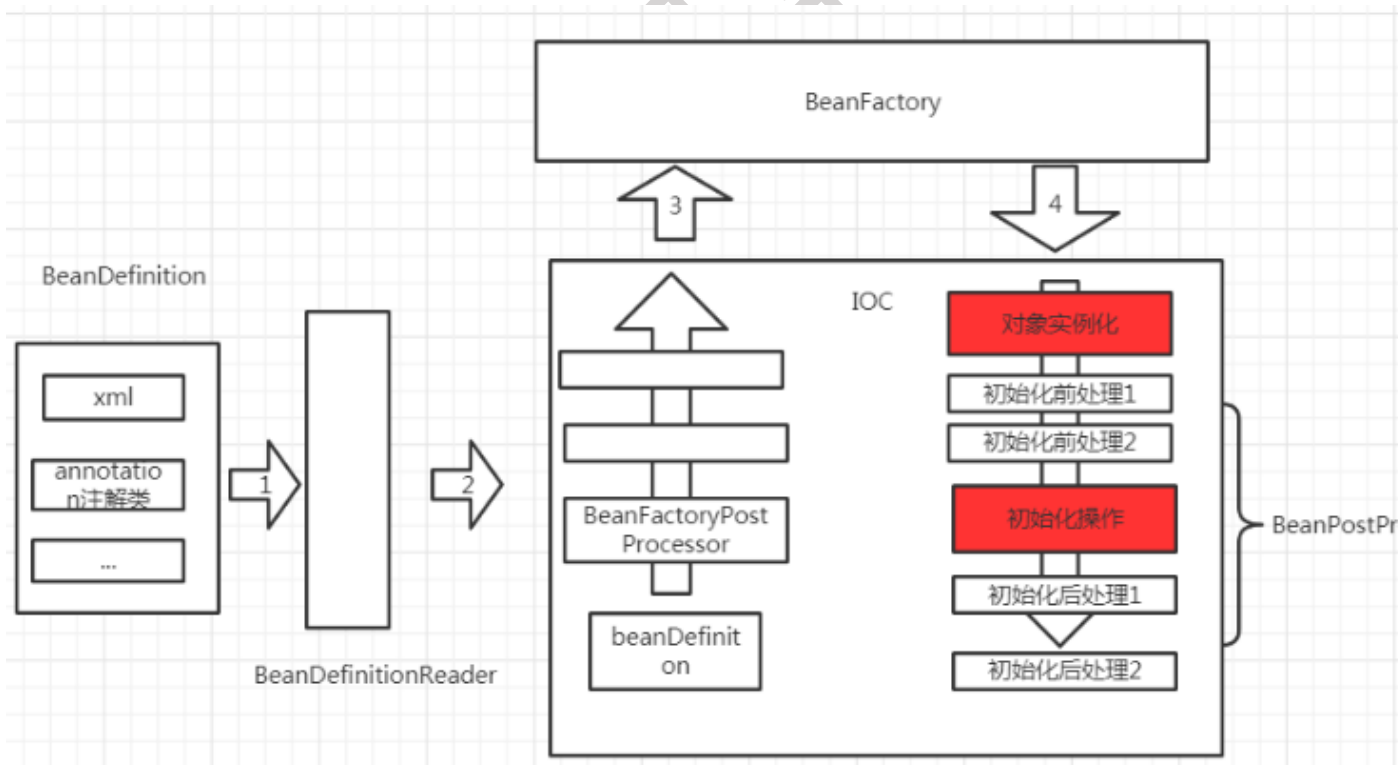 BeanFactory
3
4
BeanDefinition
IOC
对象实例化
xml
初始化前处理1
初始化前处理2
annotatio
n注解类
1
2
BeanFactoryPost
Processor
初始化操作
BeanPostPr
...
初始化后处理1
beanDefiniti
on
BeanDefinitionReader
初始化后处理2